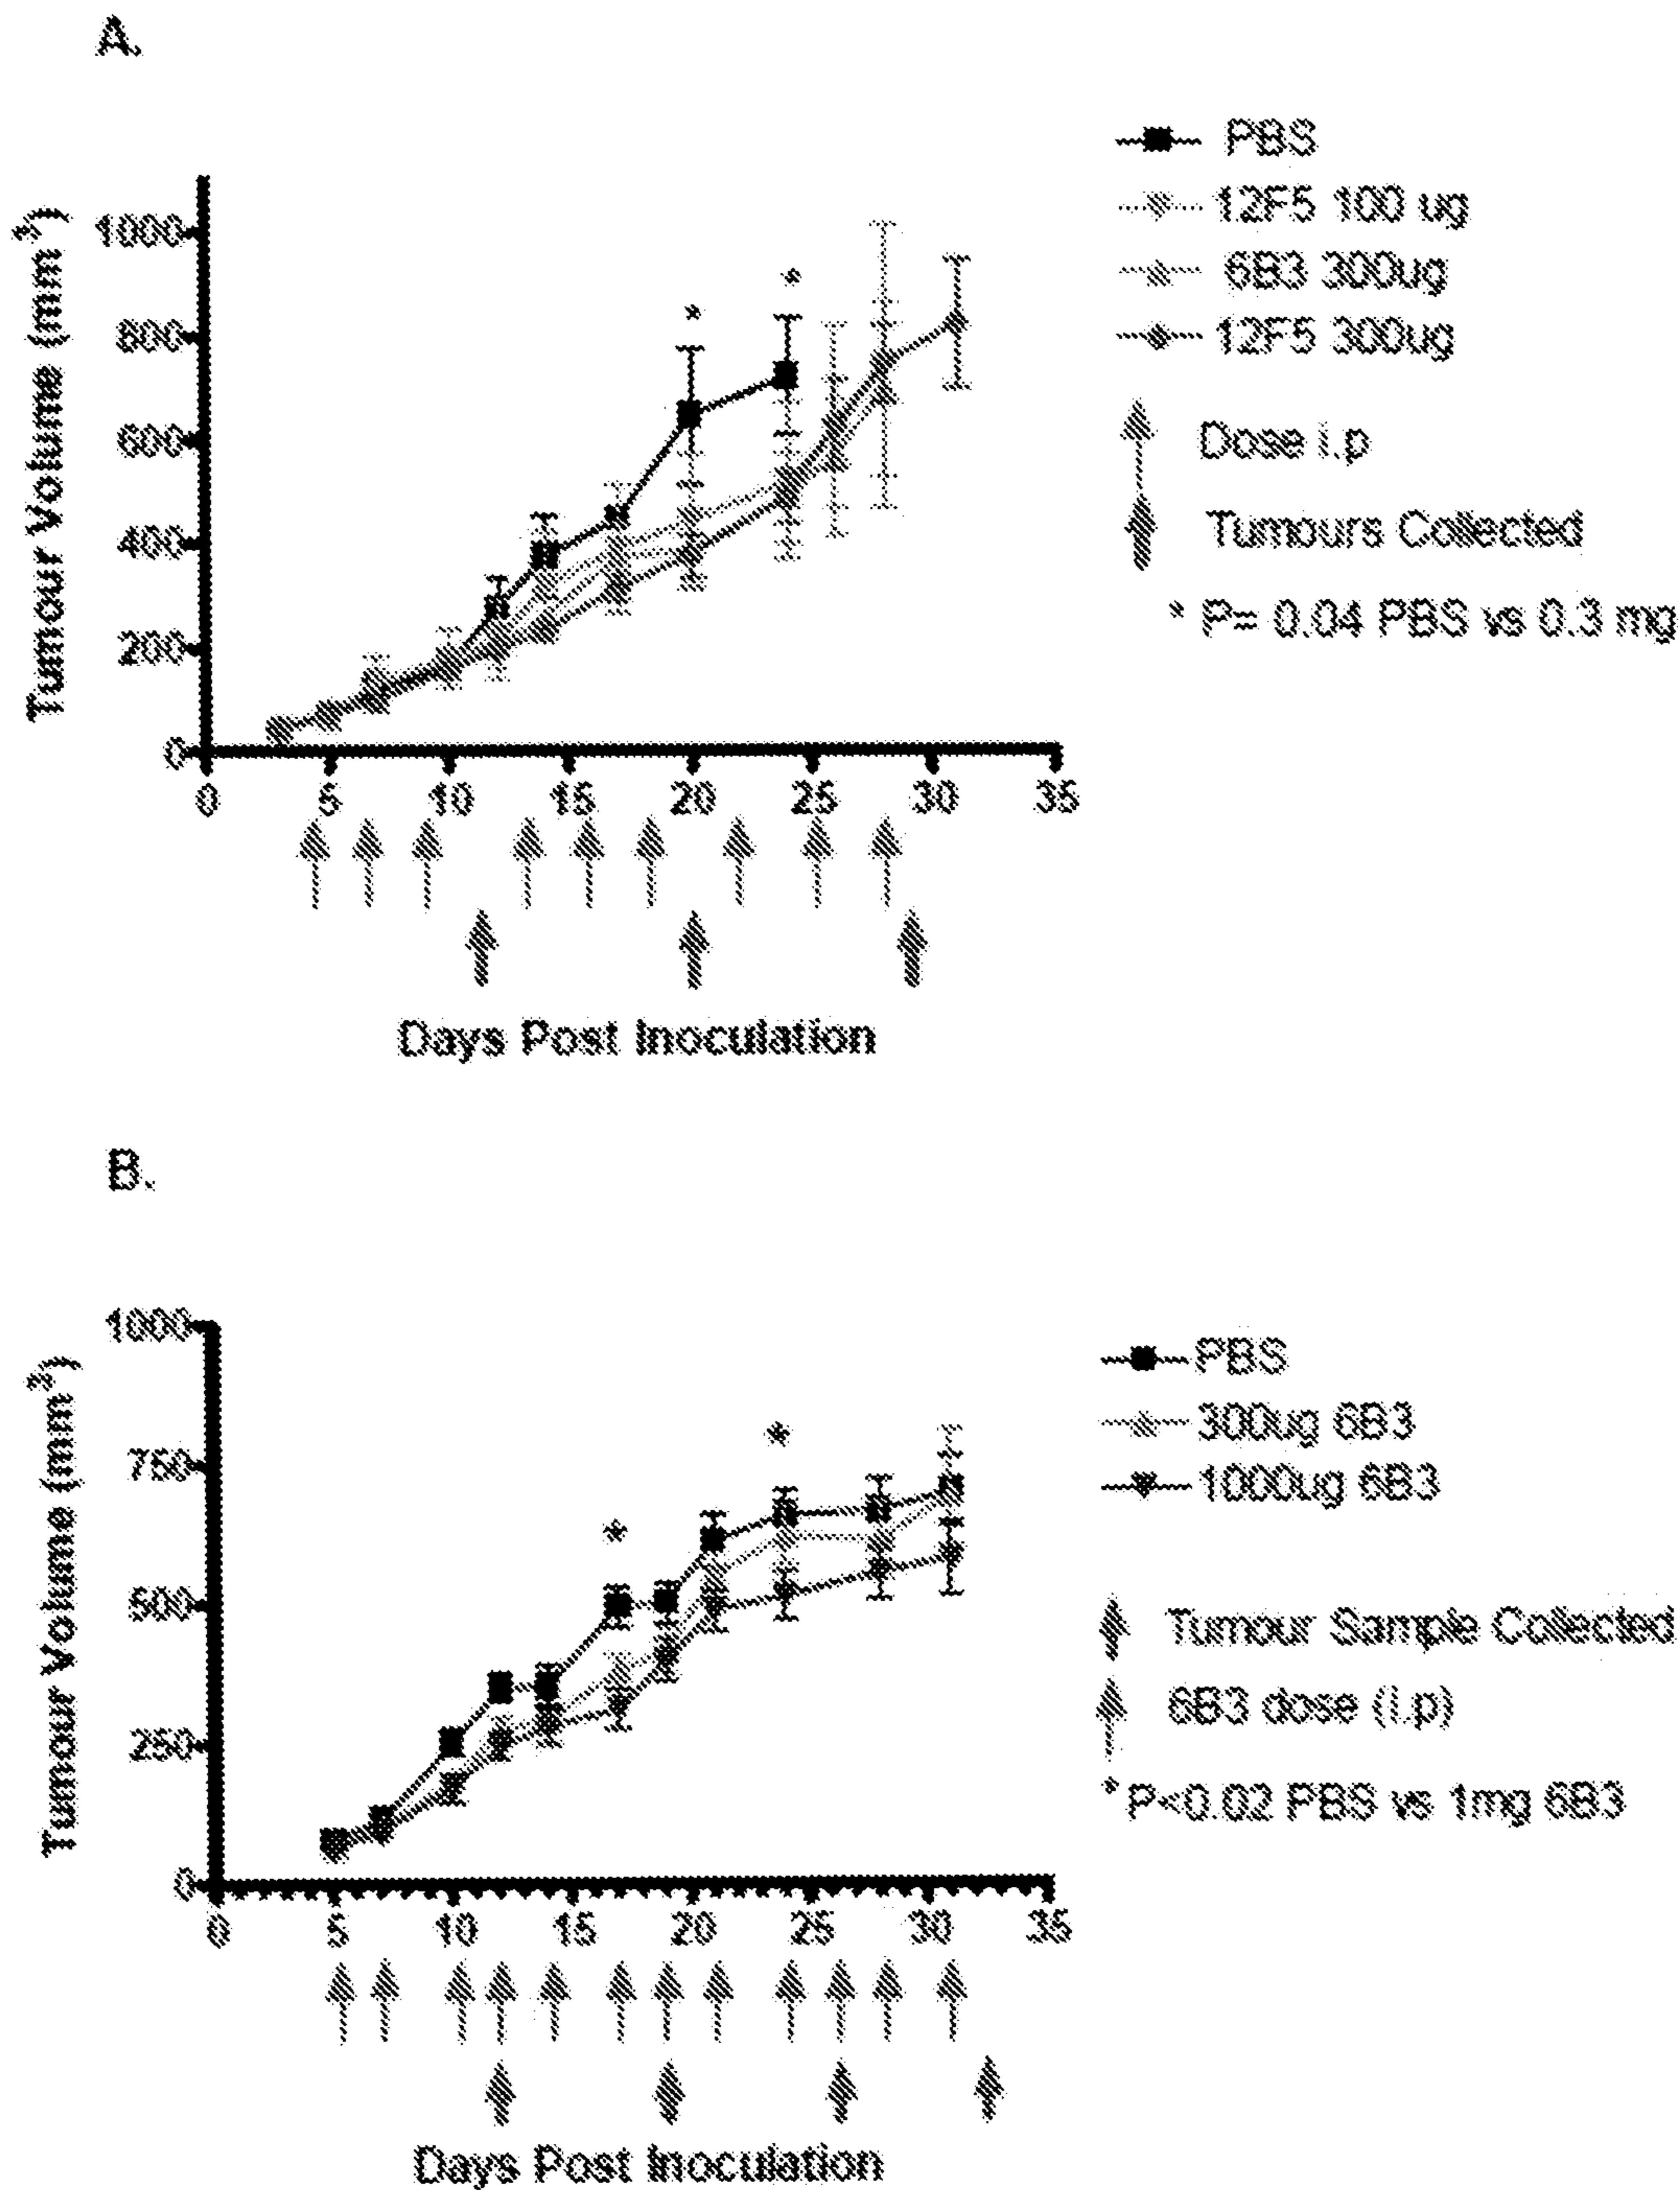 A.
Tumour Volume (mm³)
1000
800
600
400
200
0
* *
0 5 10 15 20 25 30 35
Days Post Inoculation
PBS
12F5 100 ug
6B3 300ug
12F5 300ug
Dose i.p
Tumours Collected
* P= 0.04 PBS vs 0.3 mg
B.
Tumour Volume (mm³)
1000
750
500
250
0
* *
0 5 10 15 20 25 30 35
Days Post Inoculation
PBS
300ug 6B3
1000ug 6B3
Tumour Sample Collected
6B3 dose (i.p)
* P<0.02 PBS vs 1mg 6B3